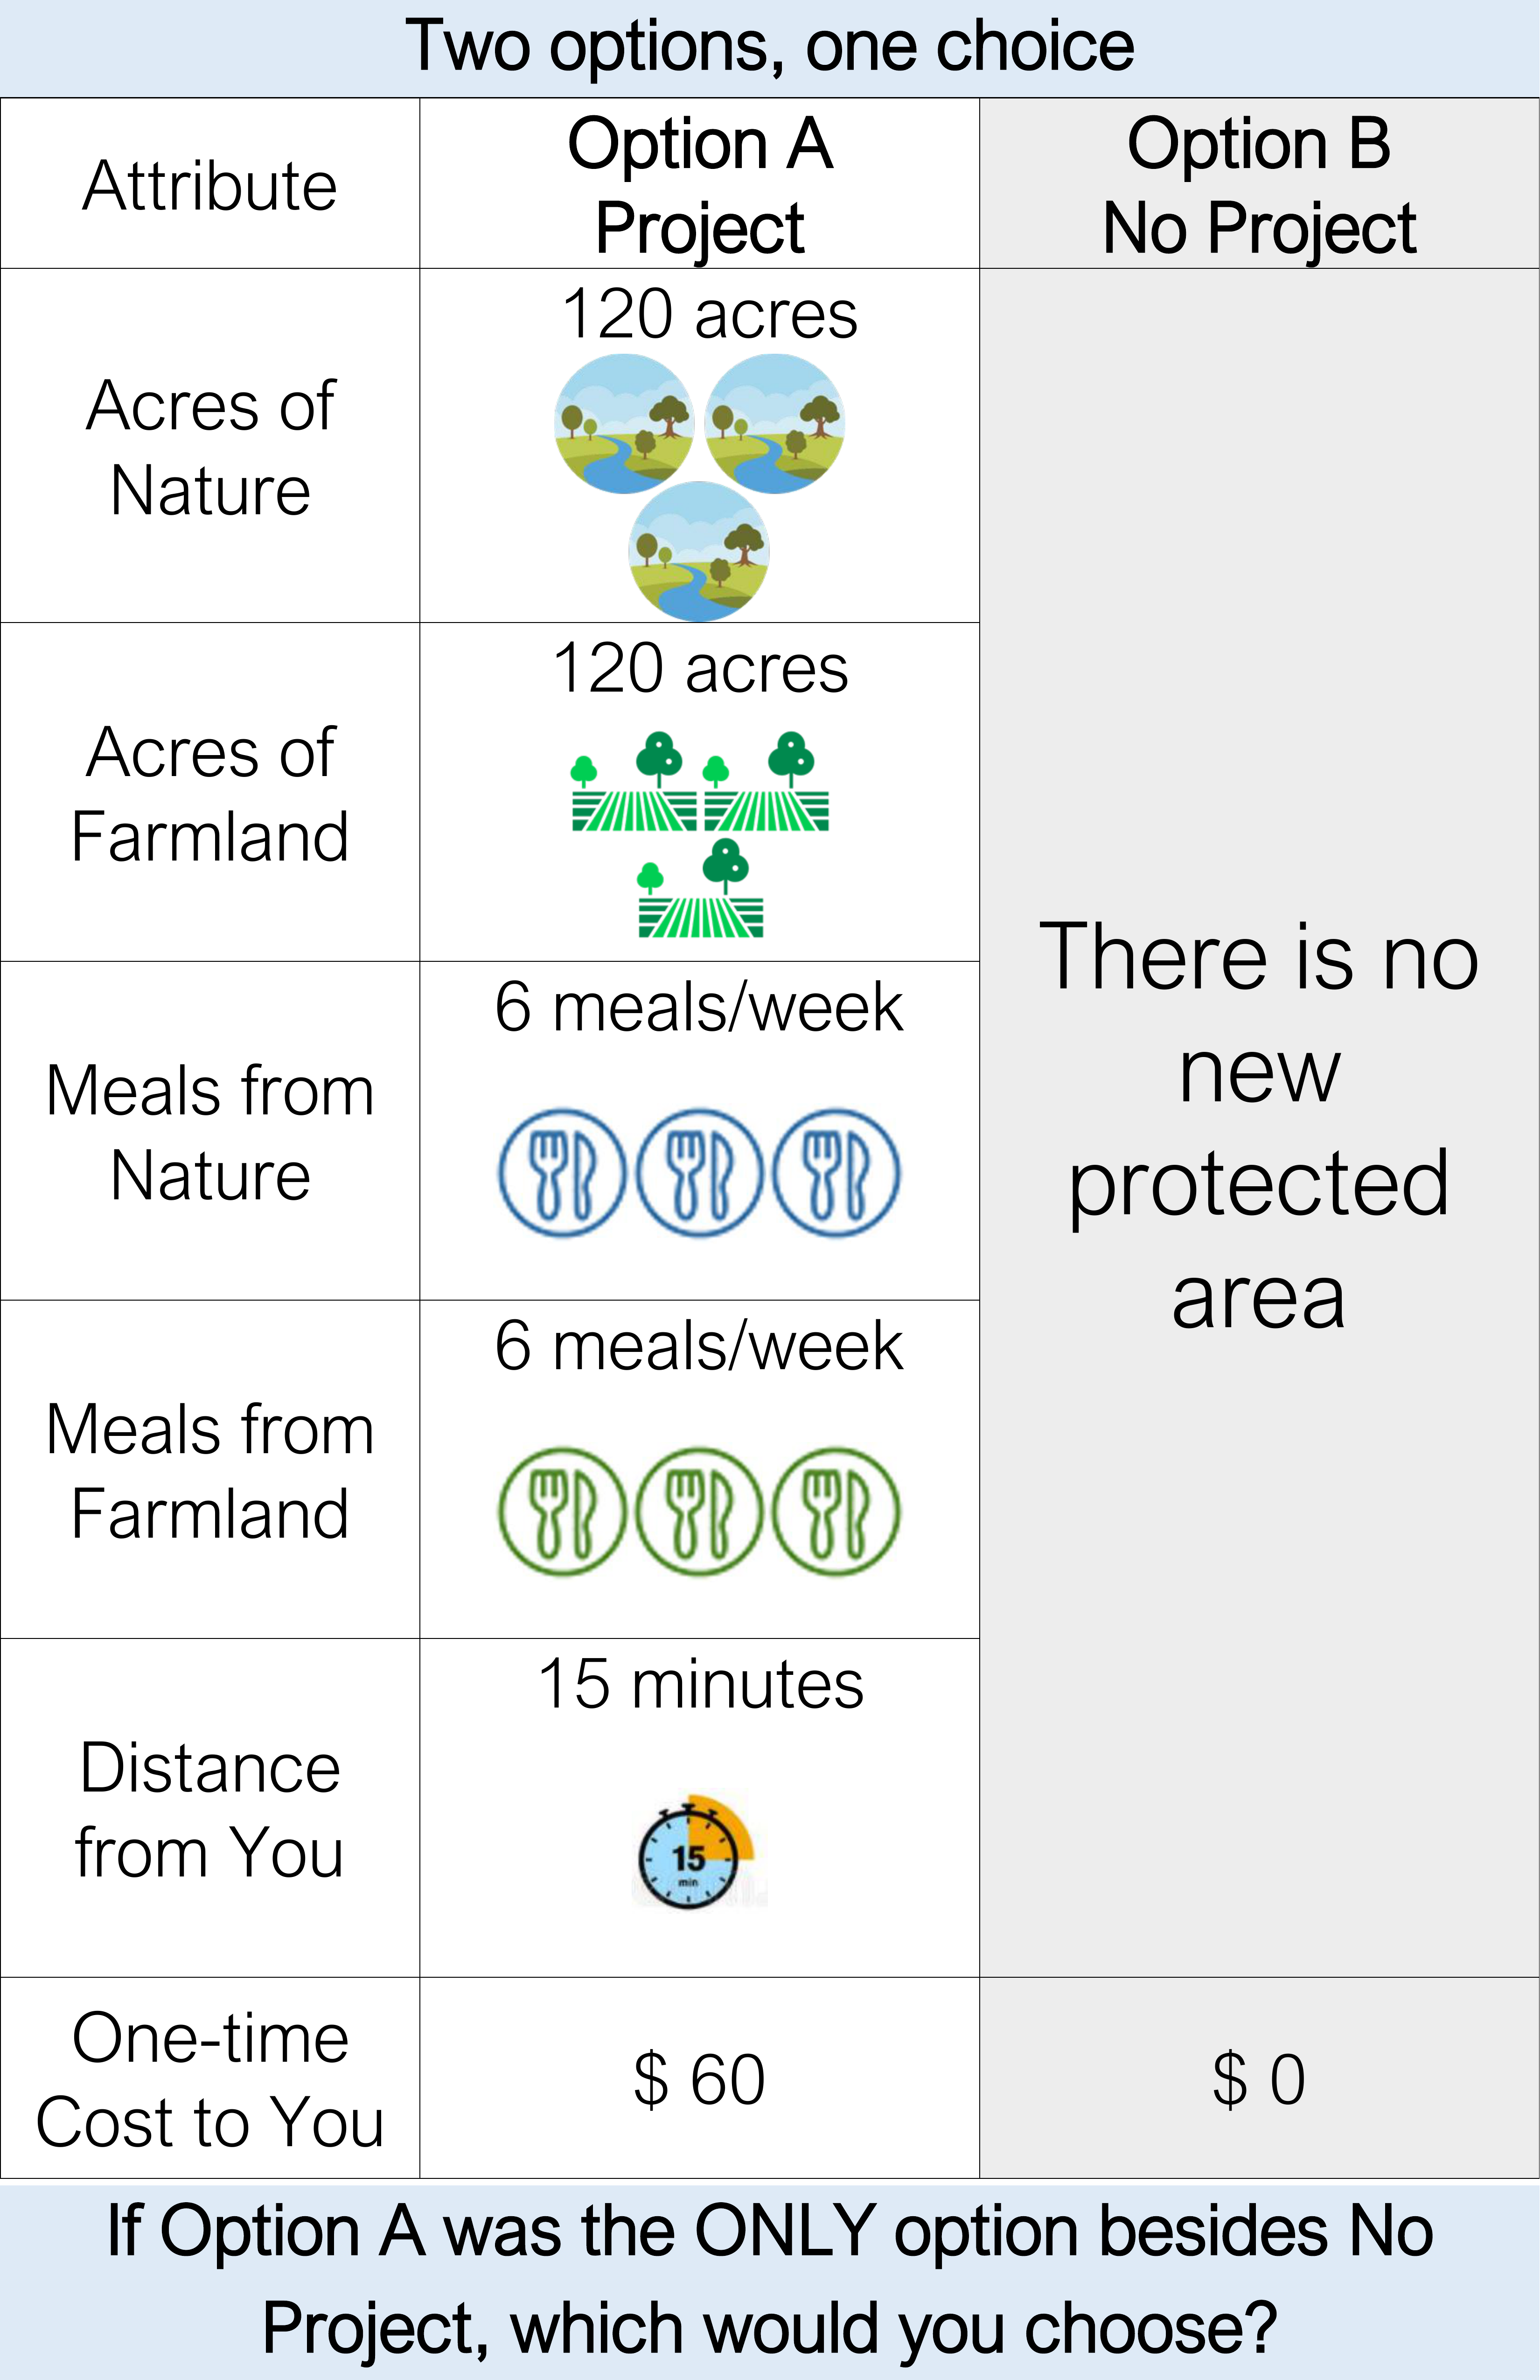 Two options, one choice
Attribute
Option A
Project
Option B
No Project
Acres of
Nature
120 acres
Acres of
Farmland
120 acres
Meals from
Nature
6 meals/week
Meals from
Farmland
6 meals/week
Distance
from You
15 minutes
15
min
There is no
new
protected
area
One-time
Cost to You
$ 60
$ 0
If Option A was the ONLY option besides No
Project, which would you choose?